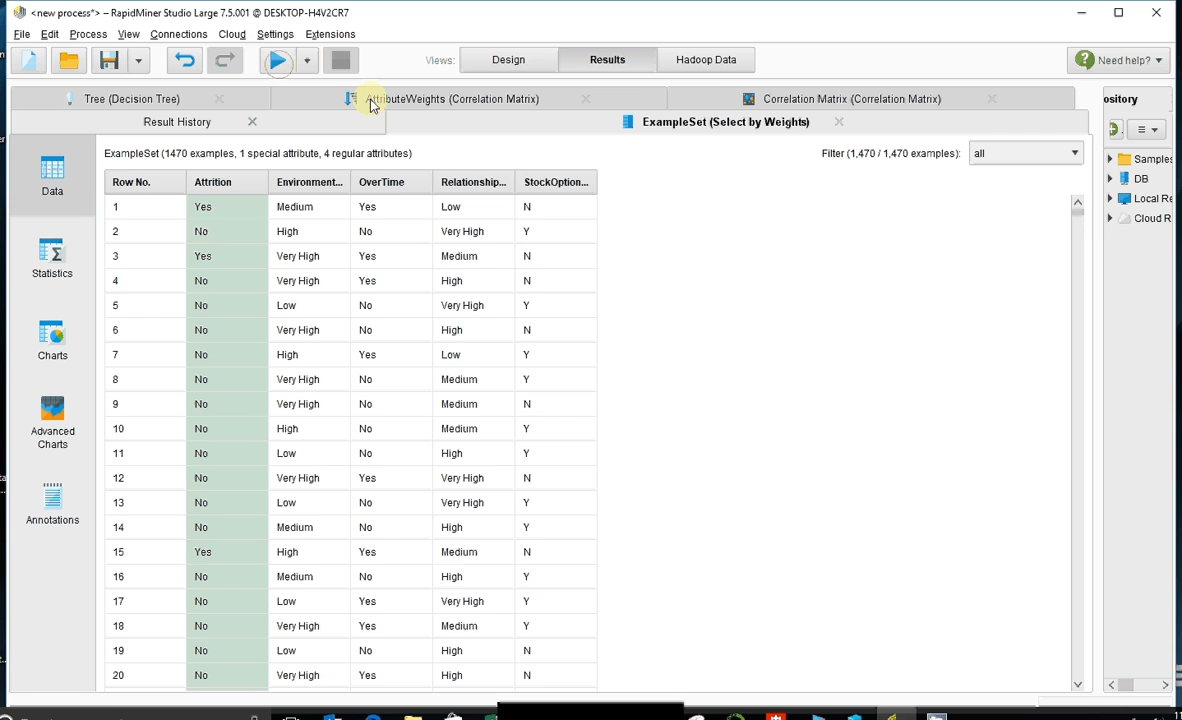 <new process*> – RapidMiner Studio Large 7.5.001 @ DESKTOP-H4V2CR7
File Edit Process View Connections Cloud Settings Extensions
Views: Design Results Hadoop Data Need help?
Tree (Decision Tree) AttributeWeights (Correlation Matrix) Correlation Matrix (Correlation Matrix) ository
Result History ExampleSet (Select by Weights)
ExampleSet (1470 examples, 1 special attribute, 4 regular attributes) Filter (1,470 / 1,470 examples): all
Row No. Attrition Environment... OverTime Relationship... StockOption...
1 Yes Medium Yes Low N
2 No High No Very High Y
3 Yes Very High Yes Medium N
4 No Very High Yes High N
5 No Low No Very High Y
6 No Very High No High N
7 No High Yes Low Y
8 No Very High No Medium Y
9 No Very High No Medium N
10 No High No Medium Y
11 No Low No High Y
12 No Very High Yes Very High N
13 No Low No Very High Y
14 No Medium No High Y
15 Yes High Yes Medium N
16 No Medium No High Y
17 No Low Yes Very High Y
18 No Very High Yes Medium Y
19 No Low No High N
20 No Very High Yes High N
Data
Statistics
Charts
Advanced
Charts
Annotations
Samples
DB
Local Re
Cloud R